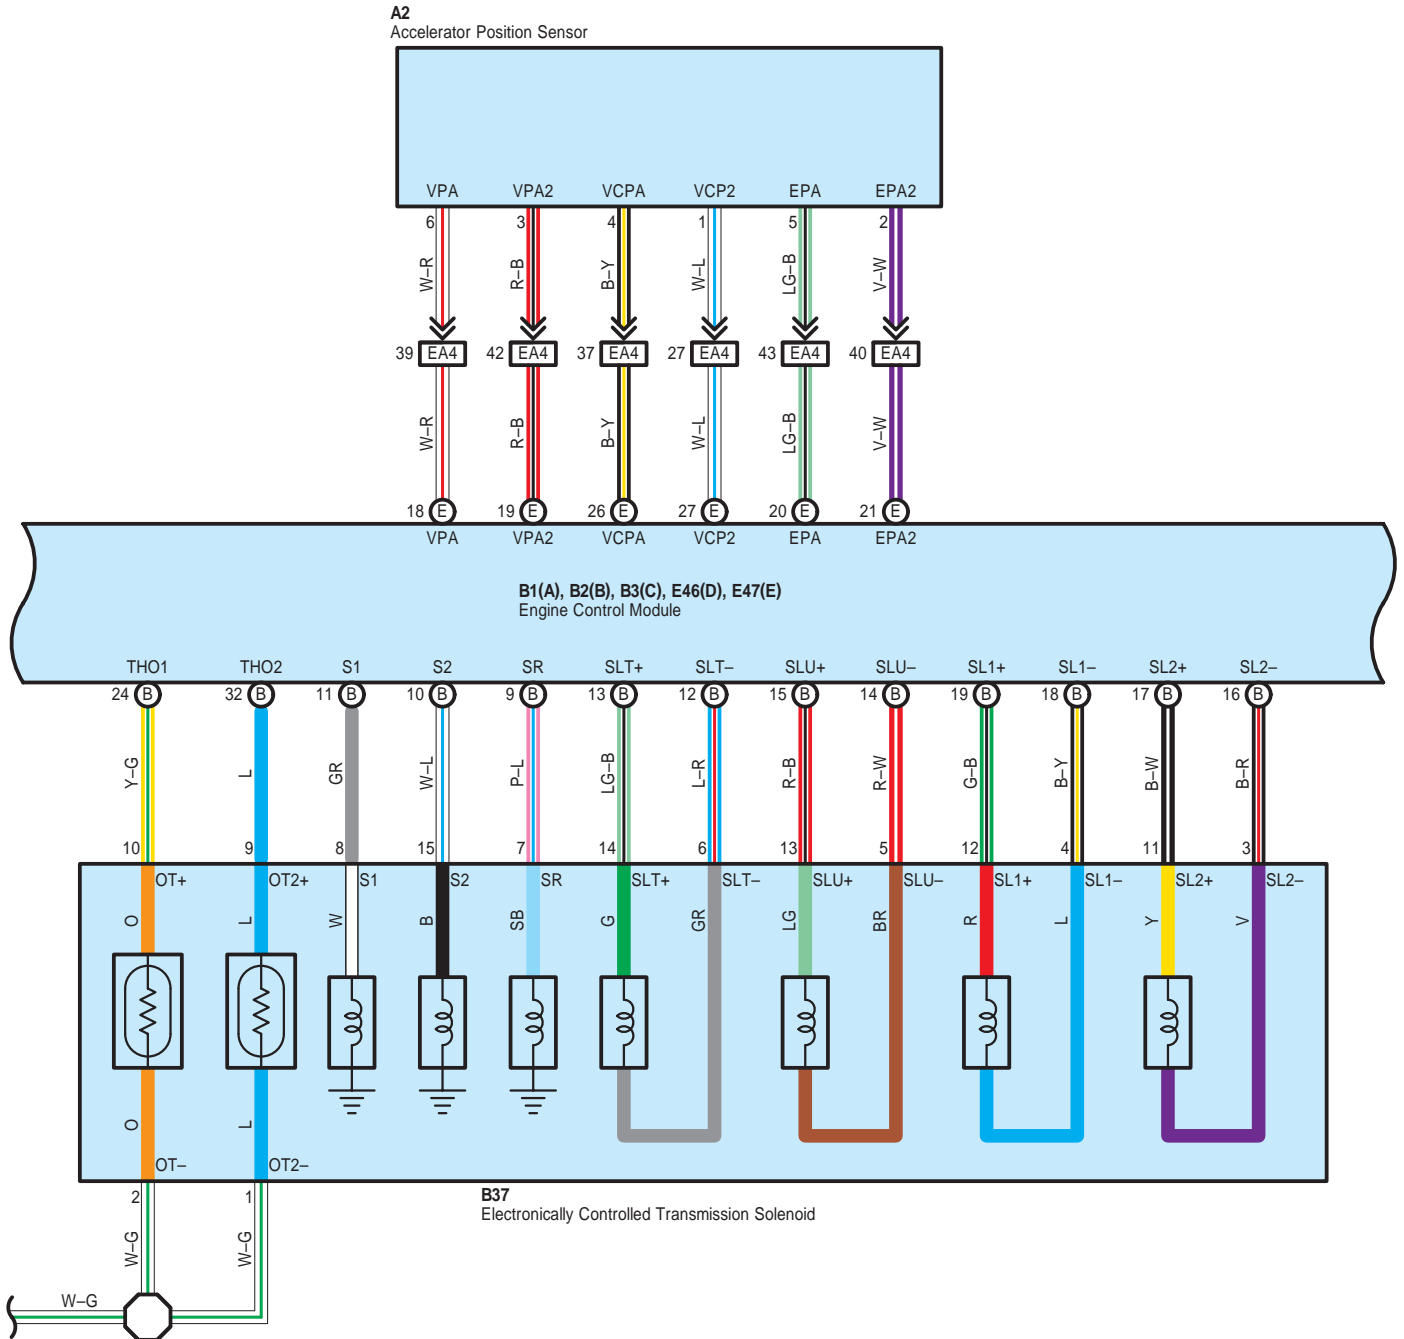 A2
Accelerator Position Sensor
VPA VPA2 VCPA VCP2 EPA EPA2
6 3 4 1 5 2
W–R R–B B–Y W–L LG–B V–W
39 EA4 42 EA4 37 EA4 27 EA4 43 EA4 40 EA4
W–R R–B B–Y W–L LG–B V–W
18 E 19 E 26 E 27 E 20 E 21 E
VPA VPA2 VCPA VCP2 EPA EPA2
B1(A), B2(B), B3(C), E46(D), E47(E)
Engine Control Module
THO1 THO2 S1 S2 SR SLT+ SLT– SLU+ SLU– SL1+ SL1– SL2+ SL2–
24 B 32 B 11 B 10 B 9 B 13 B 12 B 15 B 14 B 19 B 18 B 17 B 16 B
Y–G L GR W–L P–L LG–B L–R R–B R–W G–B B–Y B–W B–R
10 9 8 15 7 14 6 13 5 12 4 11 3
OT+ OT2+ S1 S2 SR SLT+ SLT– SLU+ SLU– SL1+ SL1– SL2+ SL2–
O L W B SB G GR LG BR R L Y V
O L
OT– OT2–
2 1
B37
Electronically Controlled Transmission Solenoid
W–G W–G
W–G